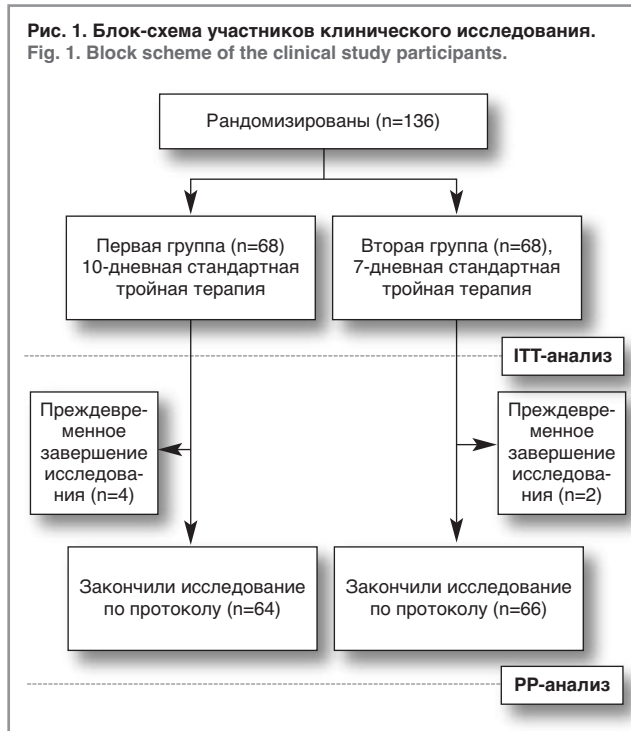 Рис. 1. Блок-схема участников клинического исследования.
Fig. 1. Block scheme of the clinical study participants.
Рандомизированы (n=136)
Первая группа (n=68)
10-дневная стандартная
тройная терапия
Вторая группа (n=68),
7-дневная стандартная
тройная терапия
ITT-анализ
Преждевре-
менное
завершение
исследова-
ния (n=4)
Преждевре-
менное
завершение
исследова-
ния (n=2)
Закончили исследование
по протоколу (n=64)
Закончили исследование
по протоколу (n=66)
PP-анализ